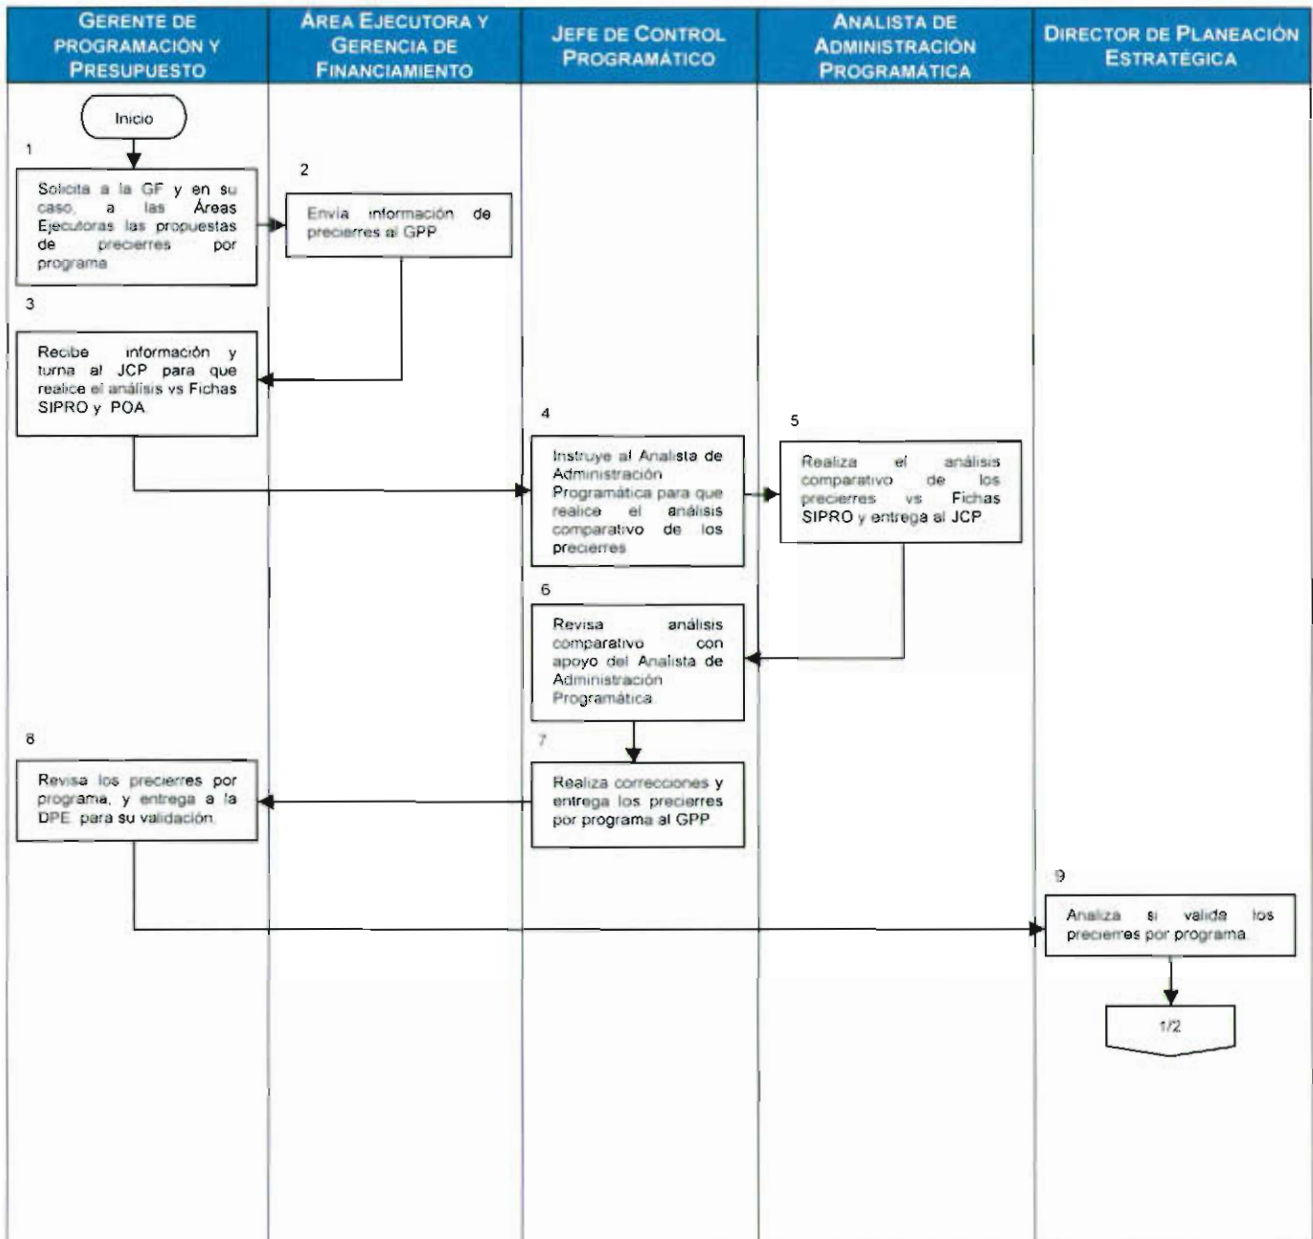 GERENTE DE
PROGRAMACIÓN Y
PRESUPUESTO
ÁREA EJECUTORA Y
GERENCIA DE
FINANCIAMIENTO
JEFE DE CONTROL
PROGRAMÁTICO
ANALISTA DE
ADMINISTRACIÓN
PROGRAMÁTICA
DIRECTOR DE PLANEACIÓN
ESTRATÉGICA
Inicio
1
Solicita a la GF y en su
caso, a las Áreas
Ejecutoras las propuestas
de precierres por
programa
2
Envía información de
precierres al GPP
3
Recibe información y
turna al JCP para que
realice el análisis vs Fichas
SIPRO y POA
4
Instruye al Analista de
Administración
Programática para que
realice el análisis
comparativo de los
precierres
5
Realiza el análisis
comparativo de los
precierres vs Fichas
SIPRO y entrega al JCP
6
Revisa análisis
comparativo con
apoyo del Analista de
Administración
Programática.
7
Realiza correcciones y
entrega los precierres
por programa al GPP
8
Revisa los precierres por
programa, y entrega a la
DPE para su validación.
9
Analiza si valida los
precierres por programa.
1/2